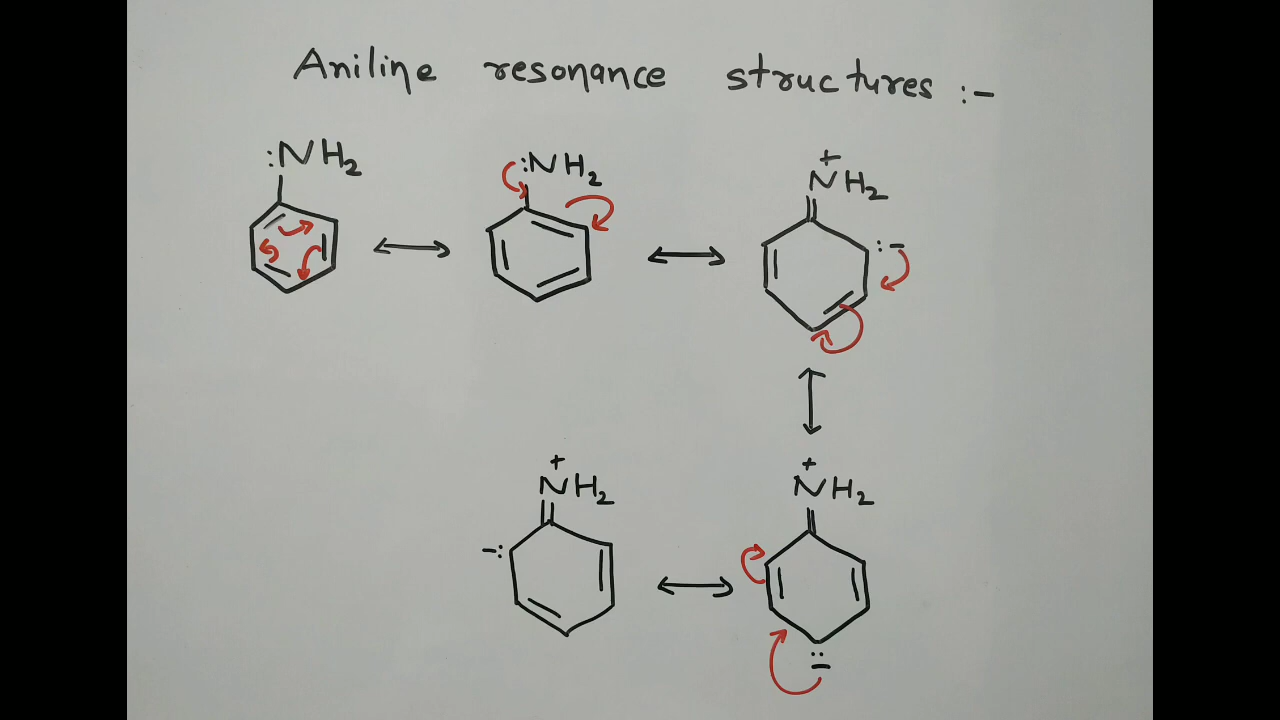 Aniline resonance structures :-
:NH2
:NH2
+
NH2
:-
+
NH2
-:
+
NH2
..
-